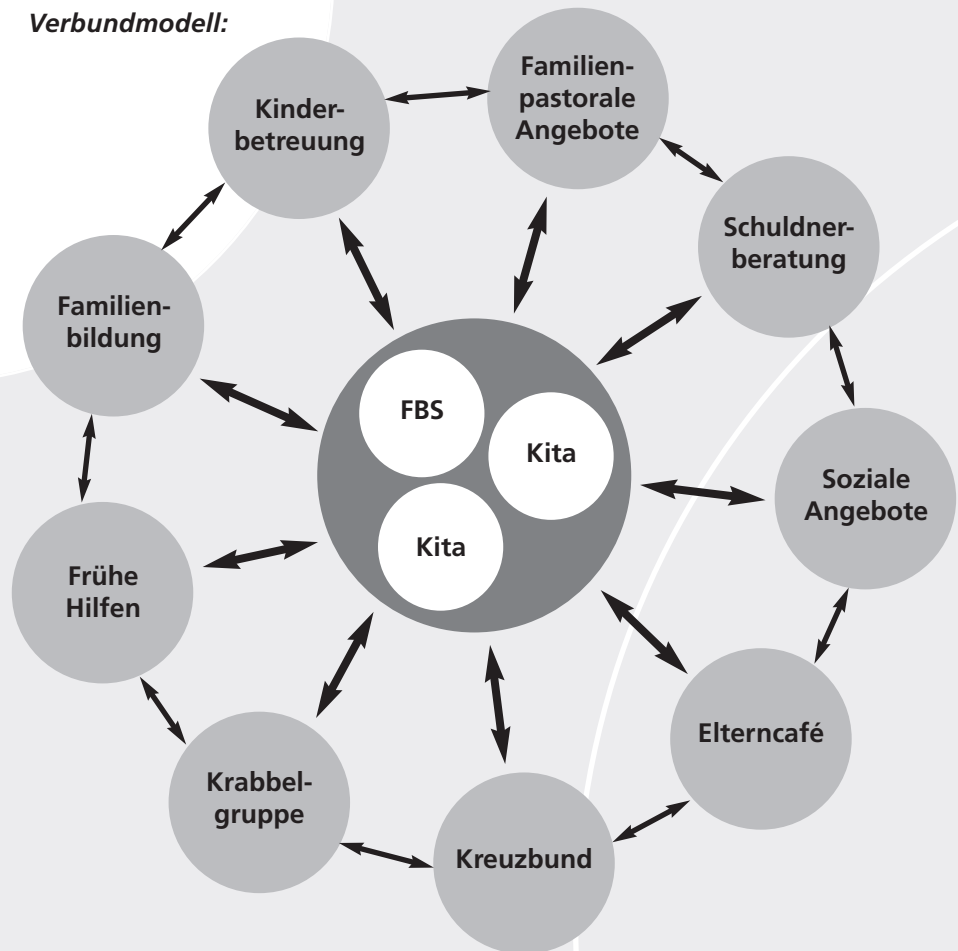 Verbundmodell:
Familien-
pastorale
Angebote
Kinder-
betreuung
Schuldner-
beratung
Familien-
bildung
FBS
Kita
Soziale
Angebote
Kita
Frühe
Hilfen
Elterncafé
Krabbel-
gruppe
Kreuzbund